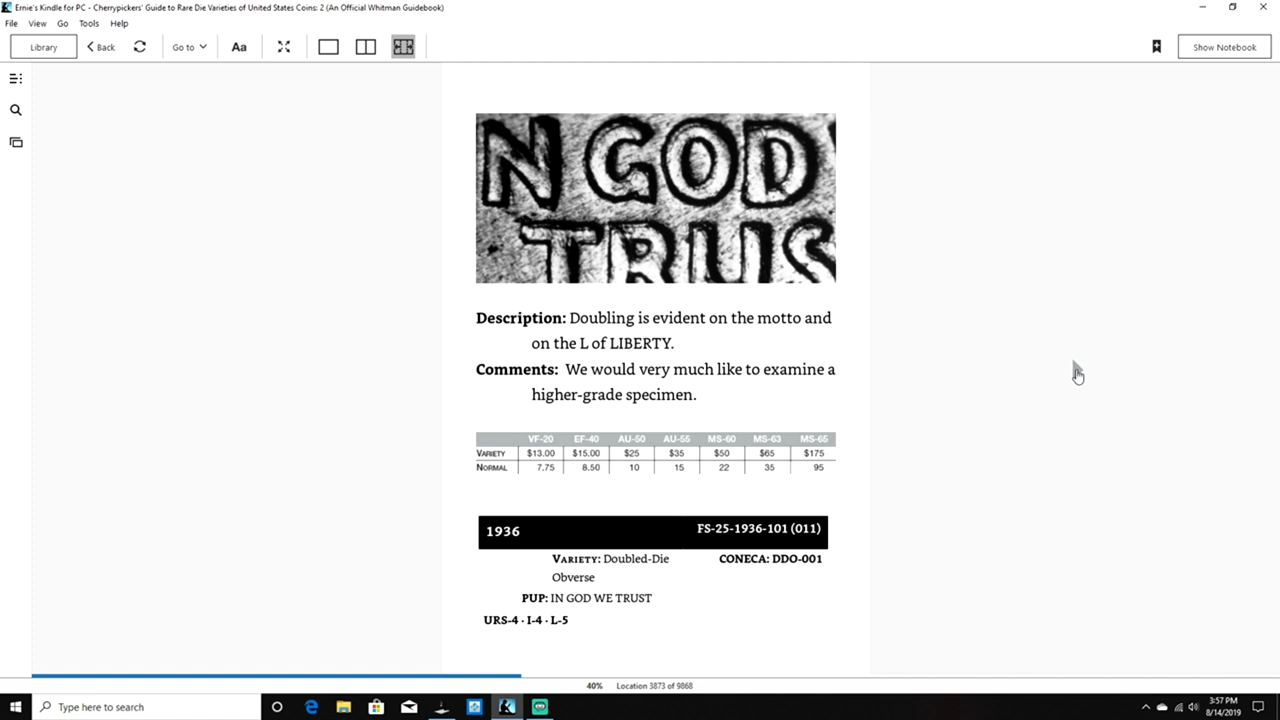 Ernie's Kindle for PC - Cherrypickers' Guide to Rare Die Varieties of United States Coins: 2 (An Official Whitman Guidebook)
File View Go Tools Help
Library Back Go to Aa Show Notebook
N GOD
TRUS
Description: Doubling is evident on the motto and
on the L of LIBERTY.
Comments: We would very much like to examine a
higher-grade specimen.
VF-20 EF-40 AU-50 AU-55 MS-60 MS-63 MS-65
VARIETY $13.00 $15.00 $25 $35 $50 $65 $175
NORMAL 7.75 8.50 10 15 22 35 95
1936 FS-25-1936-101 (011)
VARIETY: Doubled-Die CONECA: DDO-001
Obverse
PUP: IN GOD WE TRUST
URS-4 · I-4 · L-5
40% Location 3873 of 9868
Type here to search
3:57 PM
8/14/2019